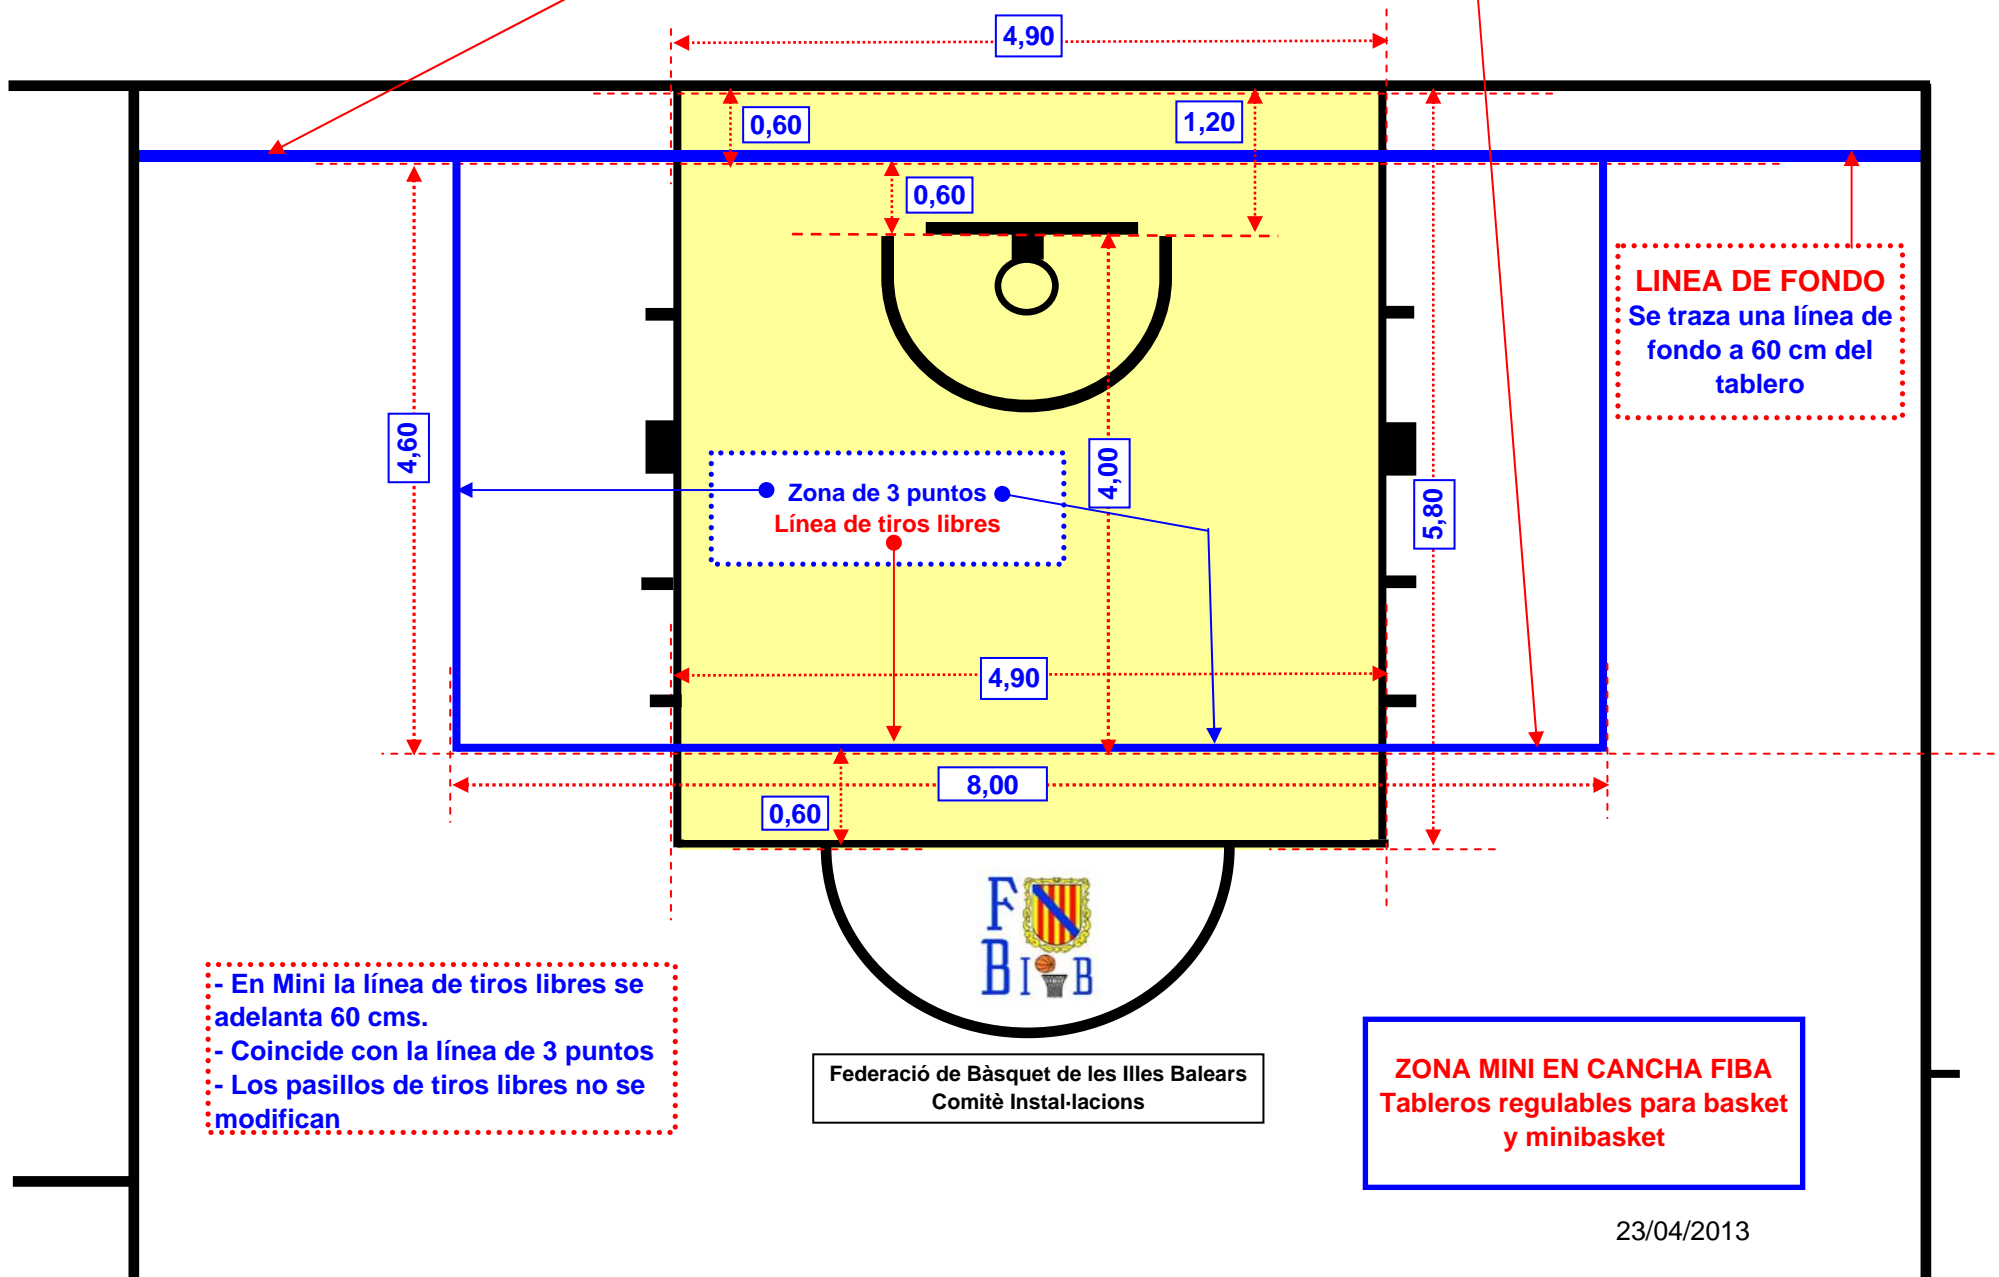 4,90
0,60
1,20
0,60
LINEA DE FONDO
Se traza una línea de
fondo a 60 cm del
tablero
4,60
4,00
5,80
Zona de 3 puntos
Línea de tiros libres
4,90
8,00
0,60
F
B I B
- En Mini la línea de tiros libres se
adelanta 60 cms.
- Coincide con la línea de 3 puntos
- Los pasillos de tiros libres no se
modifican
Federació de Bàsquet de les Illes Balears
Comitè Instal·lacions
ZONA MINI EN CANCHA FIBA
Tableros regulables para basket
y minibasket
23/04/2013